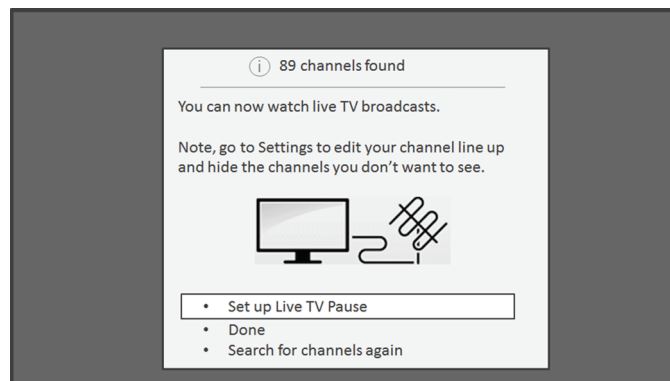 ⓘ 89 channels found
You can now watch live TV broadcasts.
Note, go to Settings to edit your channel line up
and hide the channels you don’t want to see.
• Set up Live TV Pause
• Done
• Search for channels again